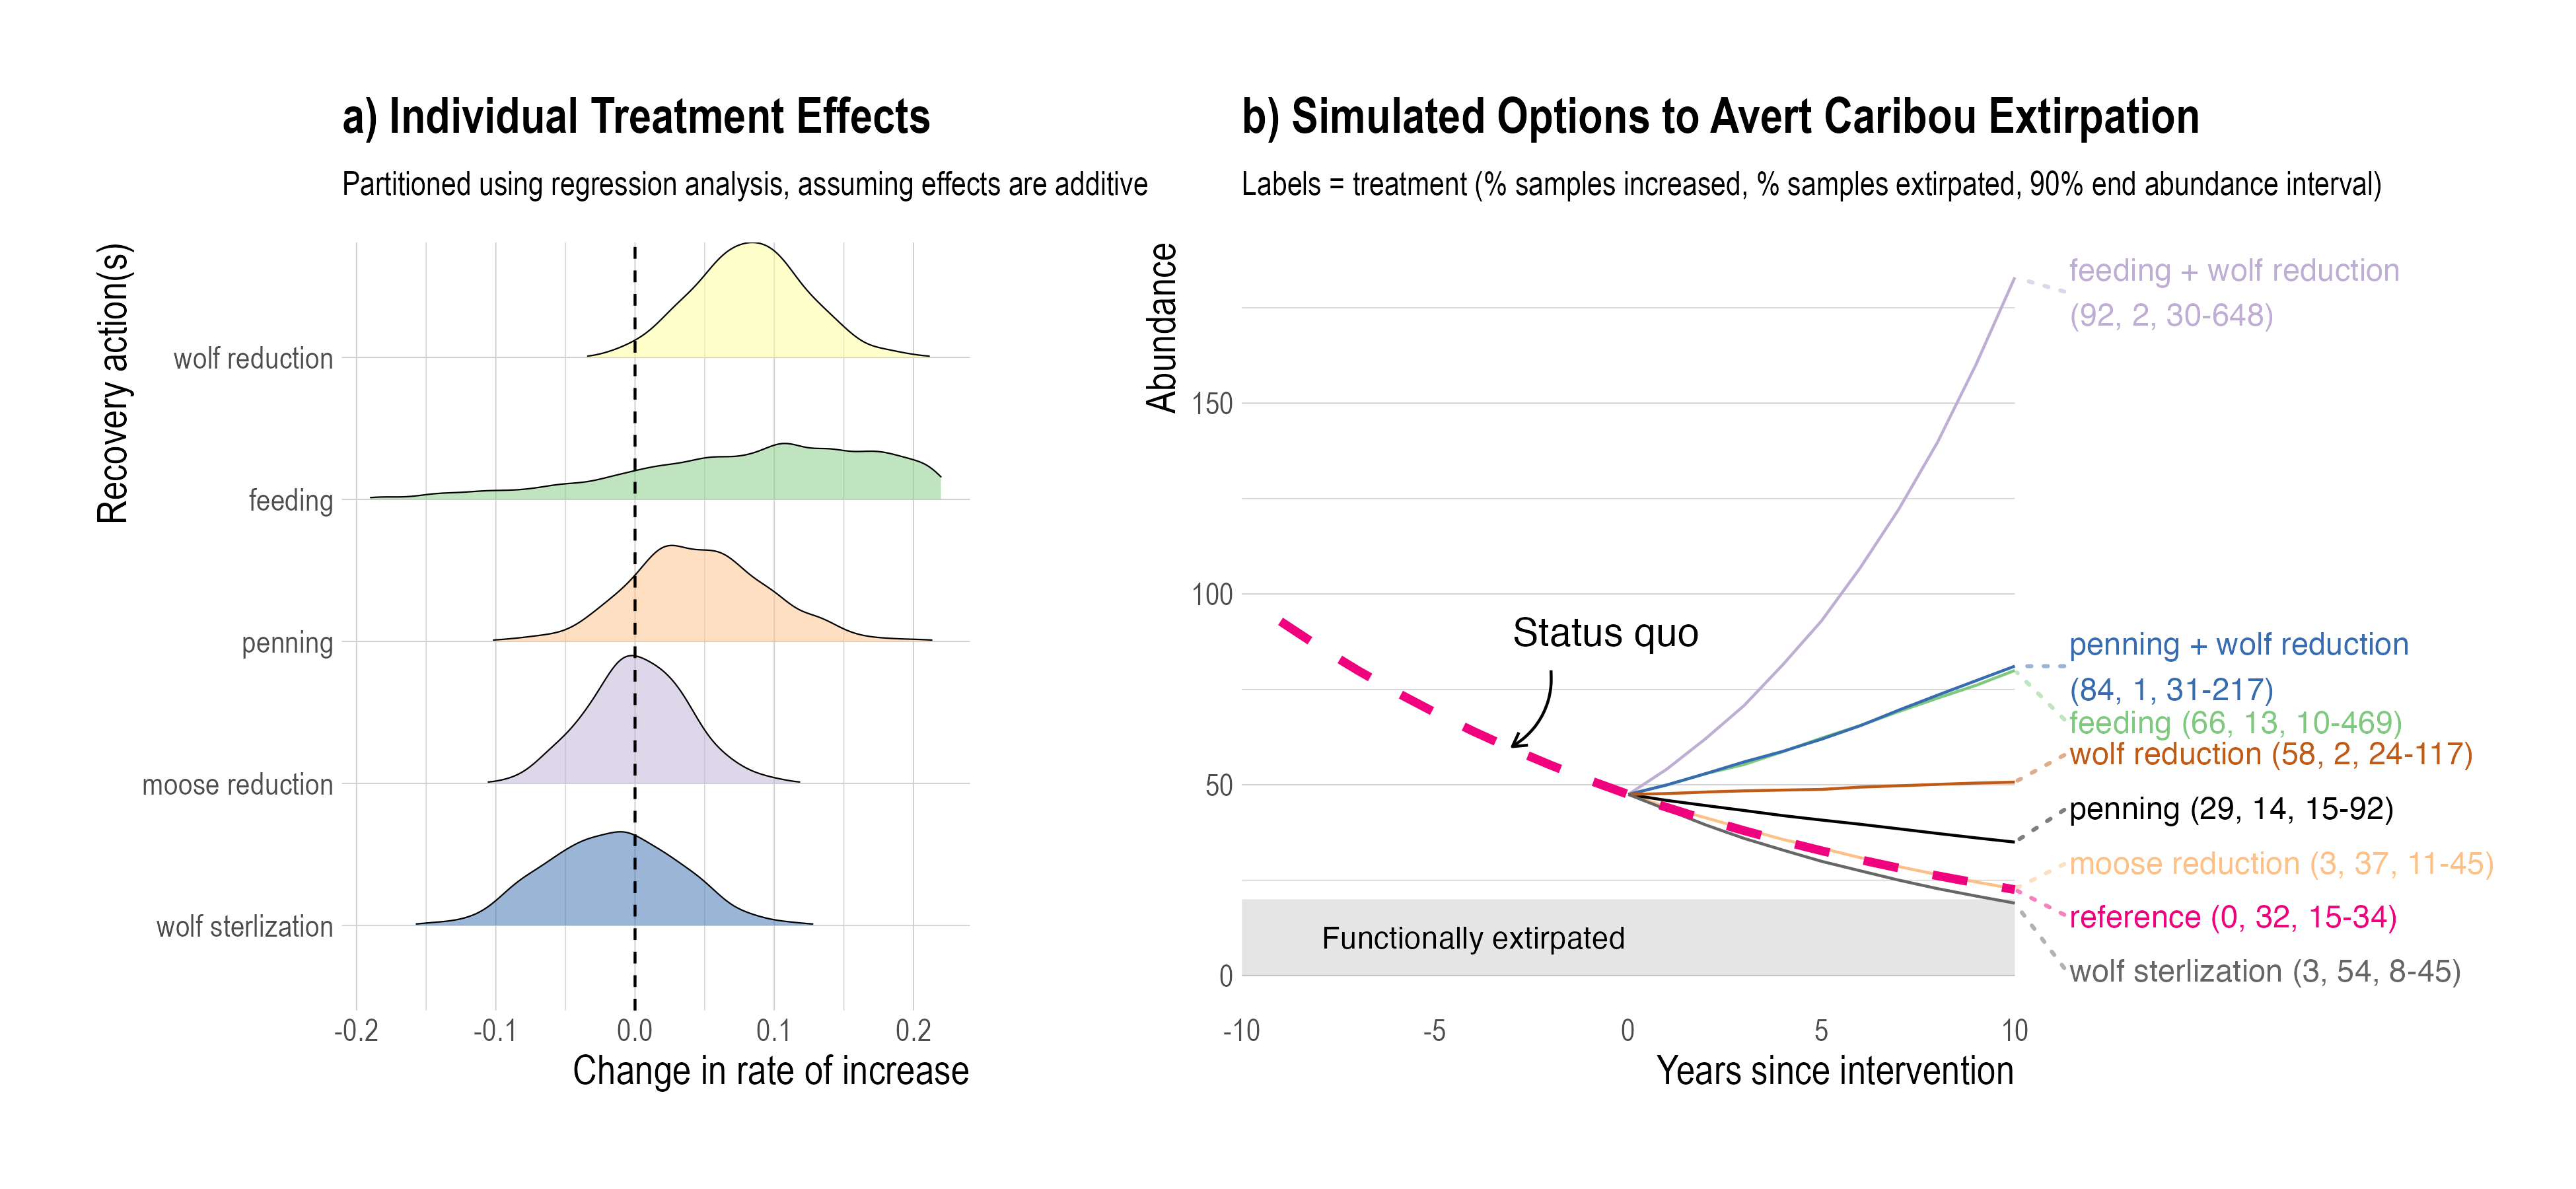 a) Individual Treatment Effects
Partitioned using regression analysis, assuming effects are additive
Recovery action(s)
wolf reduction
feeding
penning
moose reduction
wolf sterlization
-0.2
-0.1
0.0
0.1
0.2
Change in rate of increase
b) Simulated Options to Avert Caribou Extirpation
Labels = treatment (% samples increased, % samples extirpated, 90% end abundance interval)
Abundance
150
100
50
0
Status quo
Functionally extirpated
feeding + wolf reduction
(92, 2, 30-648)
penning + wolf reduction
(84, 1, 31-217)
feeding (66, 13, 10-469)
wolf reduction (58, 2, 24-117)
penning (29, 14, 15-92)
moose reduction (3, 37, 11-45)
reference (0, 32, 15-34)
wolf sterlization (3, 54, 8-45)
-10
-5
0
5
10
Years since intervention